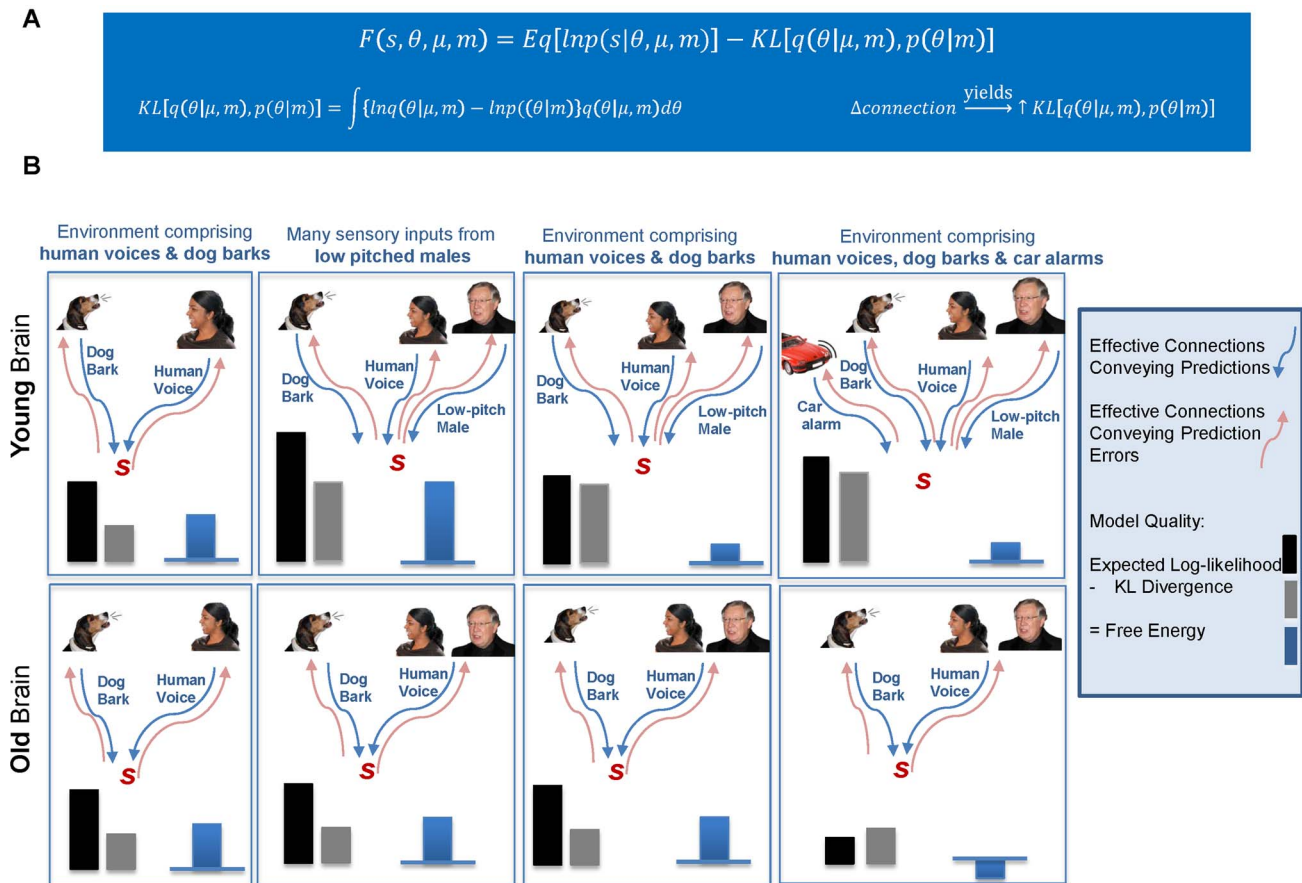 A
F(s, θ, μ, m) = Eq[lnp(s|θ, μ, m)] − KL[q(θ|μ, m), p(θ|m)]
KL[q(θ|μ, m), p(θ|m)] = ∫{lnq(θ|μ, m) − lnp((θ|m)}q(θ|μ, m)dθ
Δconnection yields→ ↑ KL[q(θ|μ, m), p(θ|m)]
B
Environment comprising
human voices & dog barks
Many sensory inputs from
low pitched males
Environment comprising
human voices & dog barks
Environment comprising
human voices, dog barks & car alarms
Young Brain
Dog
Bark
Human
Voice
s
Dog
Bark
Human
Voice
Low-pitch
Male
s
Dog
Bark
Human
Voice
Low-pitch
Male
s
Car
alarm
Dog
Bark
Human
Voice
Low-pitch
Male
s
Effective Connections
Conveying Predictions
Effective Connections
Conveying Prediction
Errors
Model Quality:
Expected Log-likelihood
- KL Divergence
= Free Energy
Old Brain
Dog
Bark
Human
Voice
s
Dog
Bark
Human
Voice
s
Dog
Bark
Human
Voice
s
Dog
Bark
Human
Voice
s